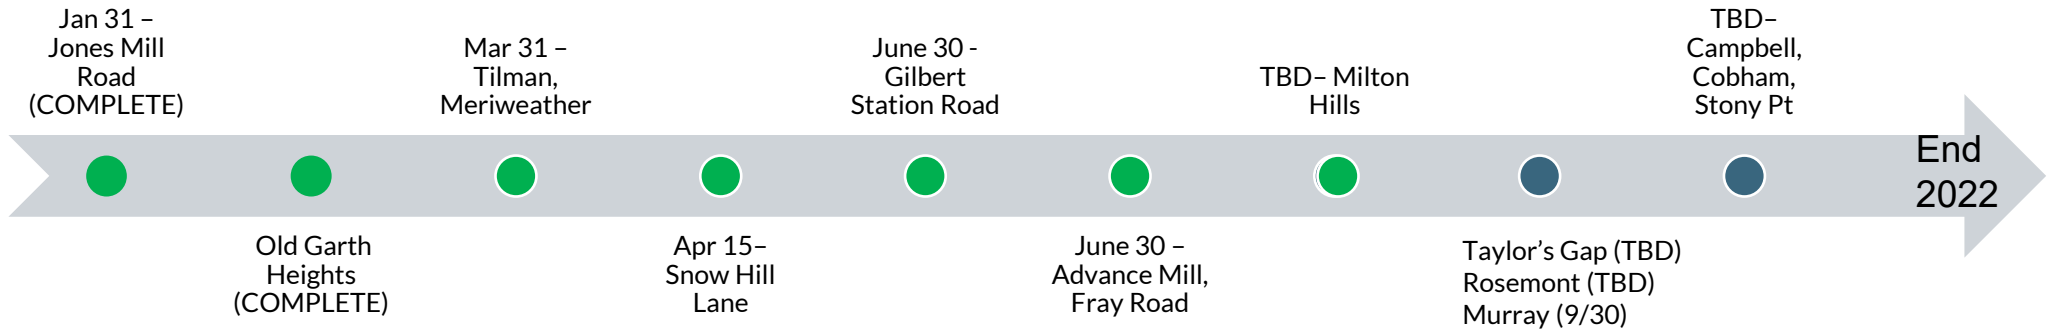 Jan 31 –
Jones Mill
Road
(COMPLETE)
Old Garth
Heights
(COMPLETE)
Mar 31 –
Tilman,
Meriweather
Apr 15–
Snow Hill
Lane
June 30 -
Gilbert
Station Road
June 30 –
Advance Mill,
Fray Road
TBD– Milton
Hills
Taylor’s Gap (TBD)
Rosemont (TBD)
Murray (9/30)
TBD–
Campbell,
Cobham,
Stony Pt
End
2022